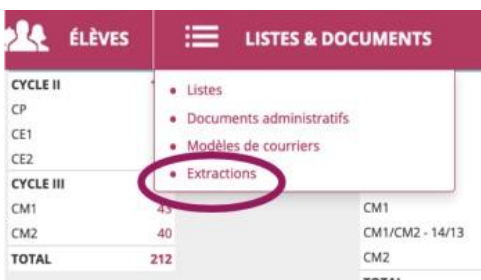 ÉLÈVES
LISTES & DOCUMENTS
CYCLE II
CP
CE1
CE2
CYCLE III
CM1 43
CM2 40
TOTAL 212
• Listes
• Documents administratifs
• Modèles de courriers
• Extractions
CM1
CM1/CM2 - 14/13
CM2